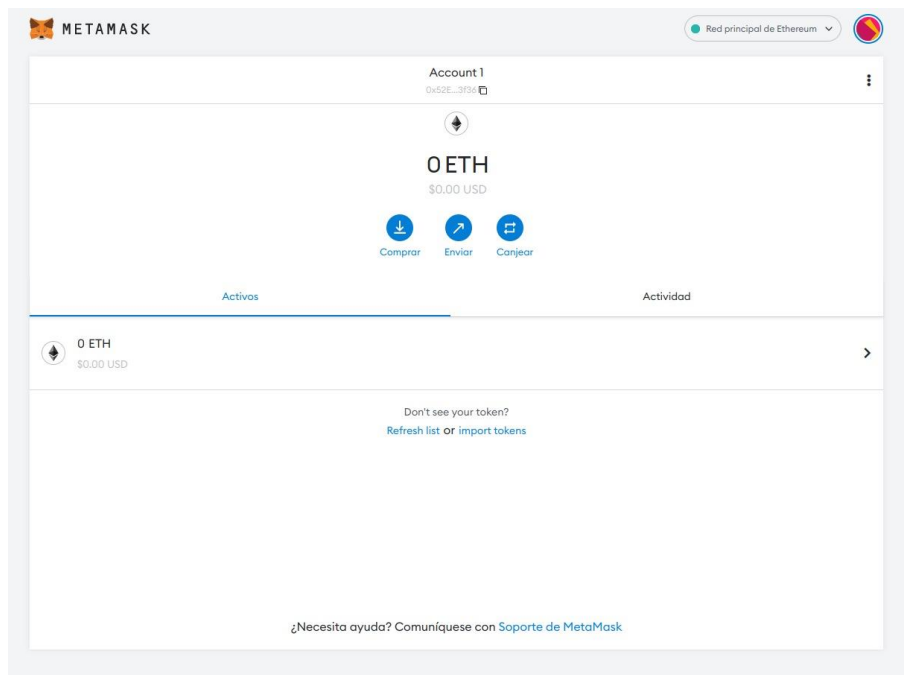 METAMASK
Red principal de Ethereum
Account 1
0x52E...3f36
0 ETH
$0.00 USD
Comprar Enviar Canjear
Activos Actividad
0 ETH
$0.00 USD
Don't see your token?
Refresh list or import tokens
¿Necesita ayuda? Comuníquese con Soporte de MetaMask